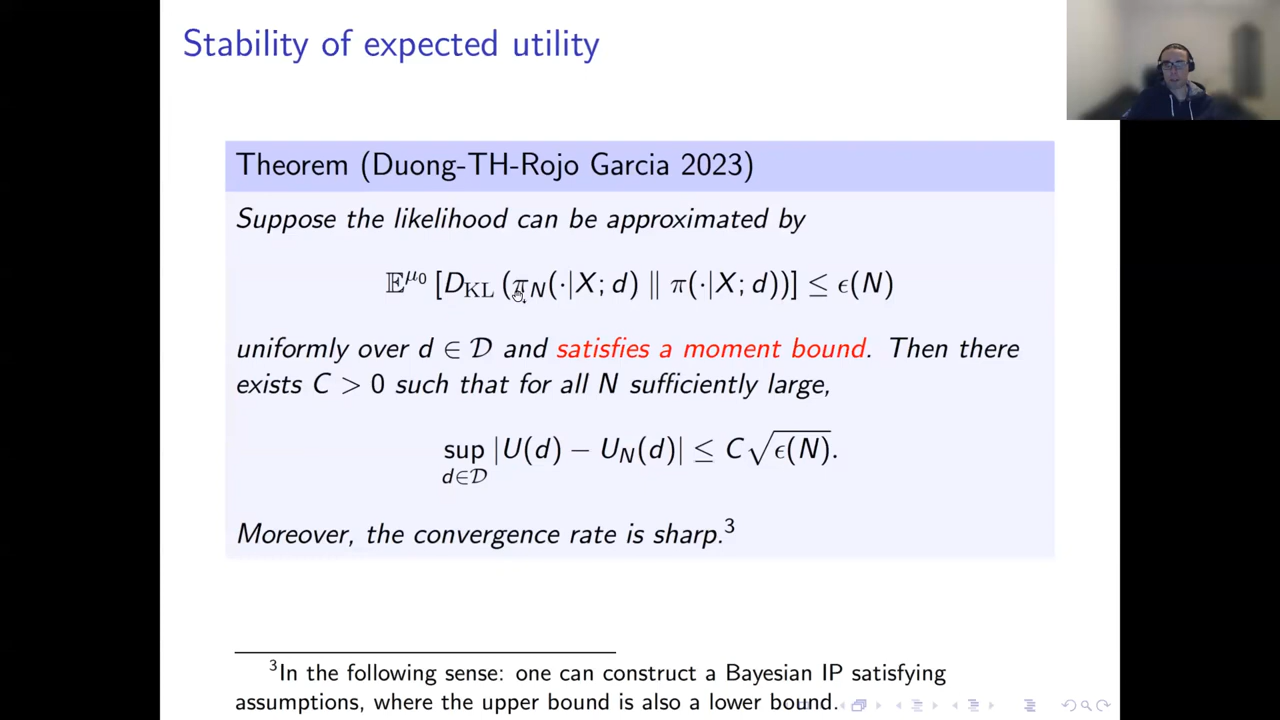 Stability of expected utility
Theorem (Duong-TH-Rojo Garcia 2023)
Suppose the likelihood can be approximated by
𝔼^{μ₀} [D_{KL} (π_N(·|X; d) ∥ π(·|X; d))] ≤ ϵ(N)
uniformly over d ∈ 𝒟 and satisfies a moment bound. Then there
exists C > 0 such that for all N sufficiently large,
sup_{d∈𝒟} |U(d) − U_N(d)| ≤ C√ϵ(N).
Moreover, the convergence rate is sharp.³
³In the following sense: one can construct a Bayesian IP satisfying
assumptions, where the upper bound is also a lower bound.